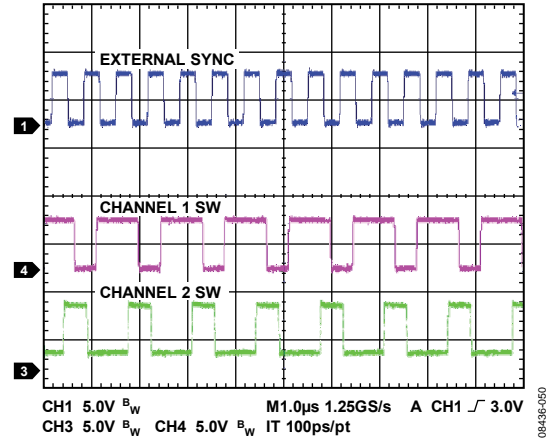 EXTERNAL SYNC
1
CHANNEL 1 SW
4
CHANNEL 2 SW
3
CH1 5.0V BW M1.0µs 1.25GS/s A CH1 3.0V
CH3 5.0V BW CH4 5.0V BW IT 100ps/pt
08436-050